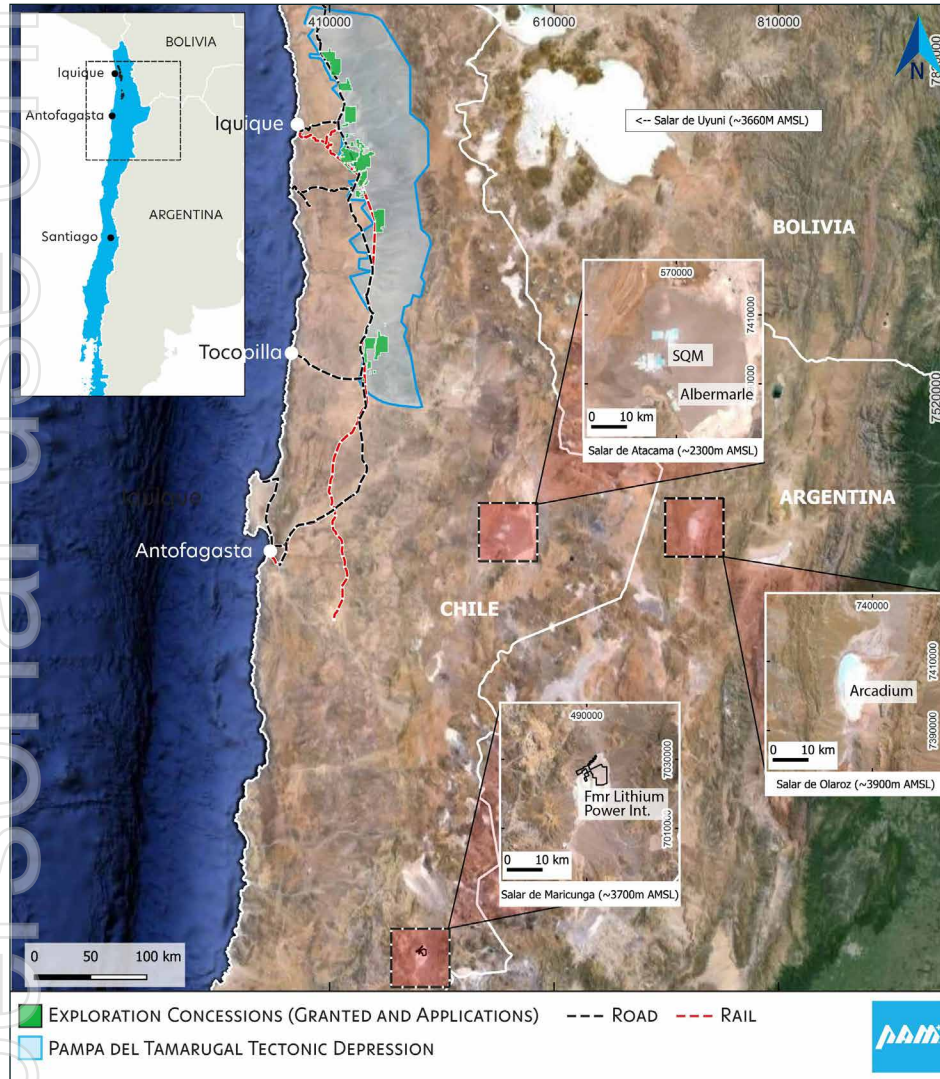 410000
610000
810000
BOLIVIA
Iquique
Antofagasta
ARGENTINA
Santiago
N
Iquique
<-- Salar de Uyuni (~3660M AMSL)
BOLIVIA
570000
7410000
SQM
Albermarle
0 10 km
Salar de Atacama (~2300m AMSL)
Tocopilla
7520000
Iquique
ARGENTINA
Antofagasta
CHILE
740000
7410000
Arcadium
7390000
0 10 km
Salar de Olaroz (~3900m AMSL)
490000
7030000
Fmr Lithium
Power Int.
7010000
0 10 km
Salar de Maricunga (~3700m AMSL)
0 50 100 km
EXPLORATION CONCESSIONS (GRANTED AND APPLICATIONS)
ROAD
RAIL
PAMPA DEL TAMARUGAL TECTONIC DEPRESSION